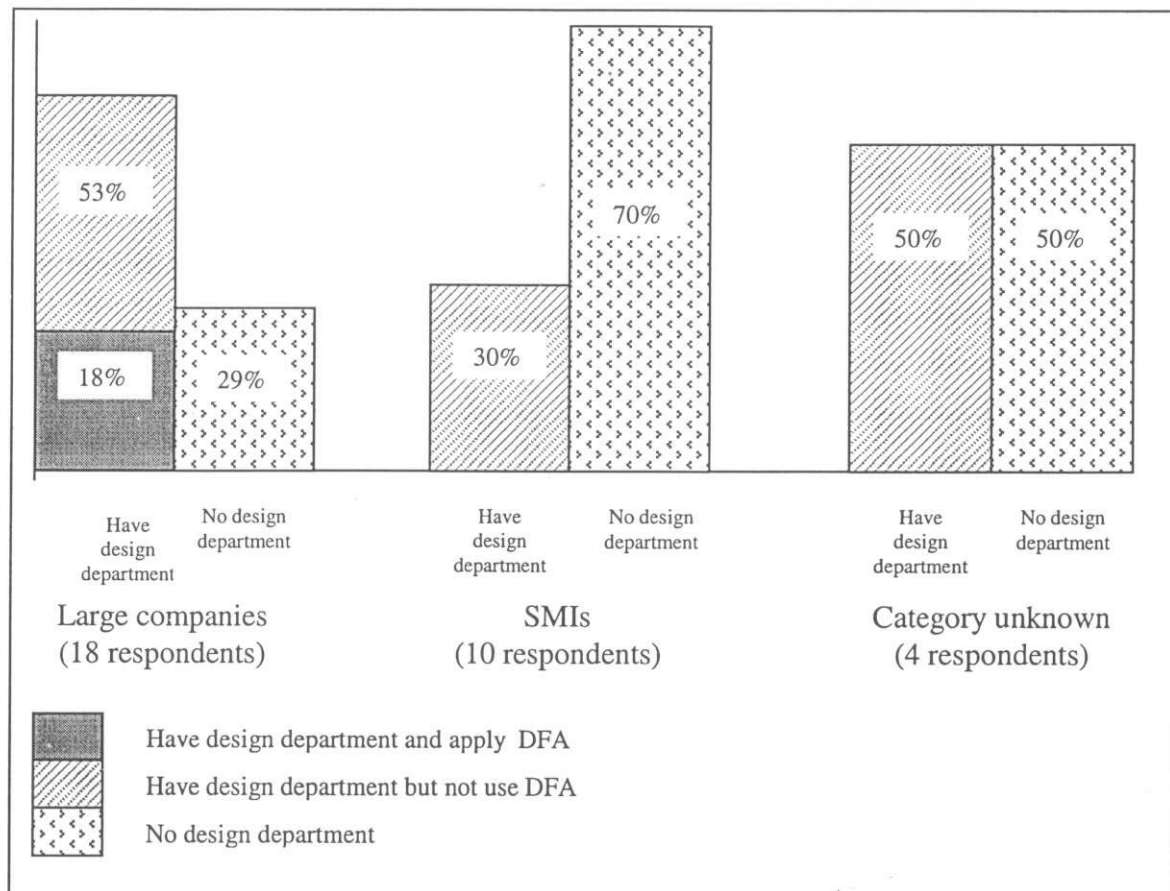 53%
18%
29%
30%
70%
50%
50%
Have
design
department
No design
department
Have
design
department
No design
department
Have
design
department
No design
department
Large companies
(18 respondents)
SMIs
(10 respondents)
Category unknown
(4 respondents)
Have design department and apply DFA
Have design department but not use DFA
No design department